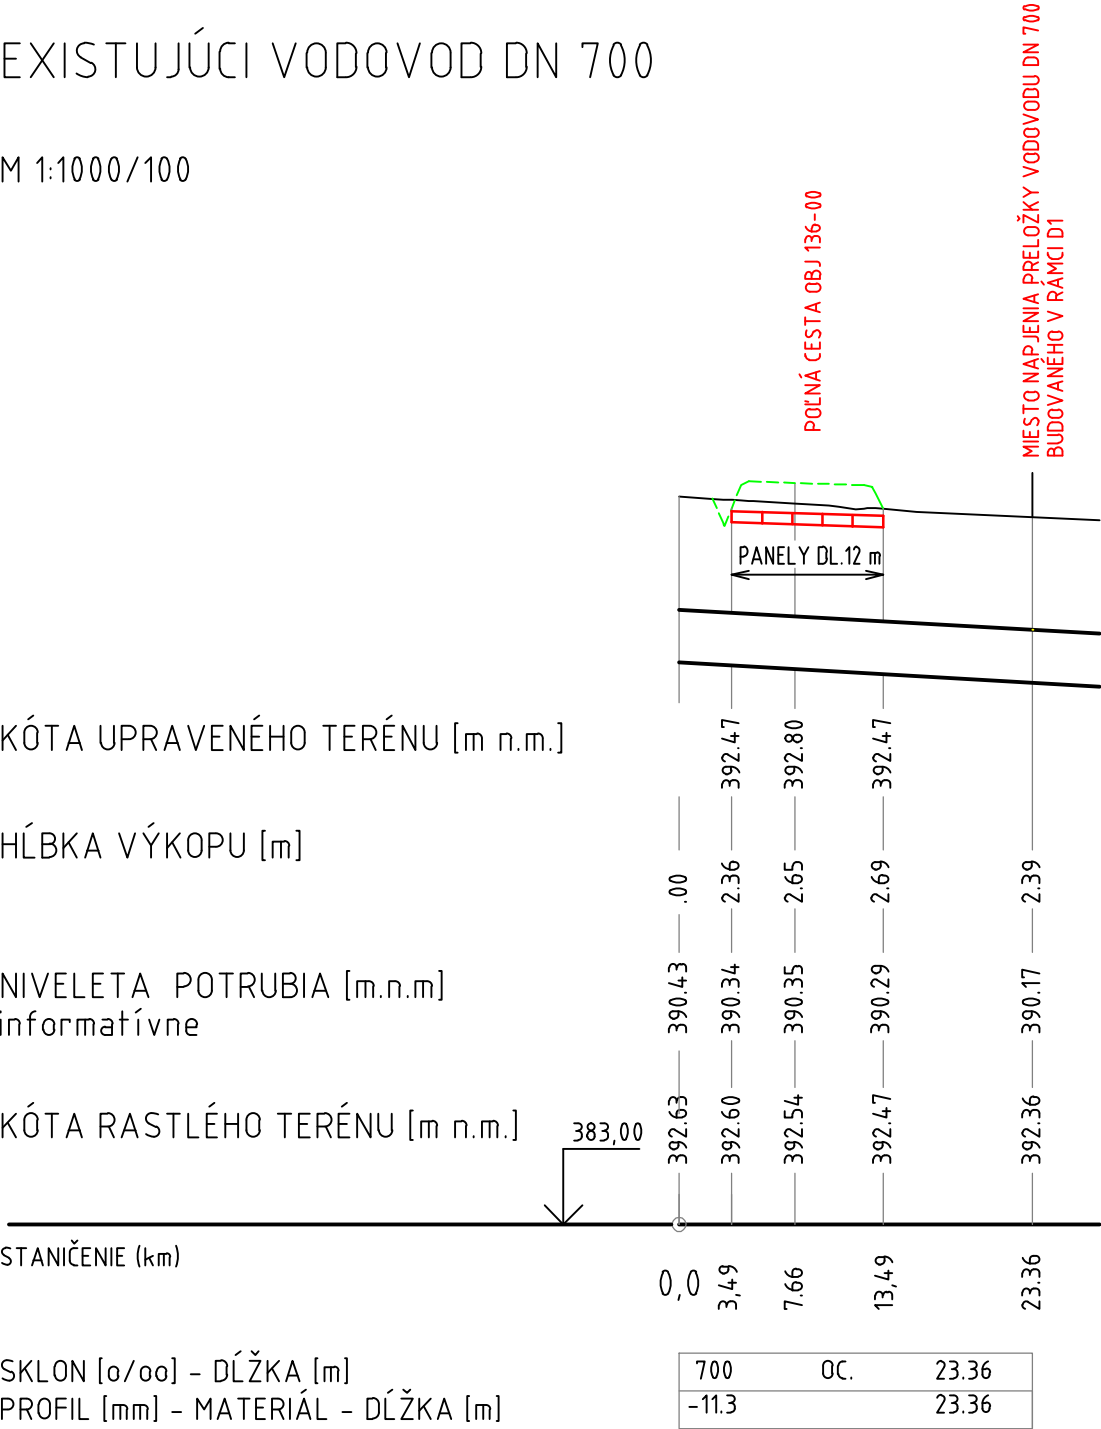 EXISTUJÚCI VODOVOD DN 700
M 1:1000/100
POĽNÁ CESTA OBJ 136-00
MIESTO NAPJENIA PRELOŽKY VODOVODU DN 700
BUDOVANÉHO V RÁMCI D1
PANELY DL.12 m
KÓTA UPRAVENÉHO TERÉNU [m n.m.]
392.47 392.80 392.47
HĹBKA VÝKOPU [m]
.00 2.36 2.65 2.69 2.39
NIVELETA POTRUBIA [m.n.m]
informatívne
390.43 390.34 390.35 390.29 390.17
KÓTA RASTLÉHO TERÉNU [m n.m.]
383,00
392.63 392.60 392.54 392.47 392.36
STANIČENIE (km)
0,0 3,49 7.66 13,49 23.36
SKLON [o/oo] - DĹŽKA [m]
700 OC. 23.36
PROFIL [mm] - MATERIÁL - DĹŽKA [m]
-11.3 23.36